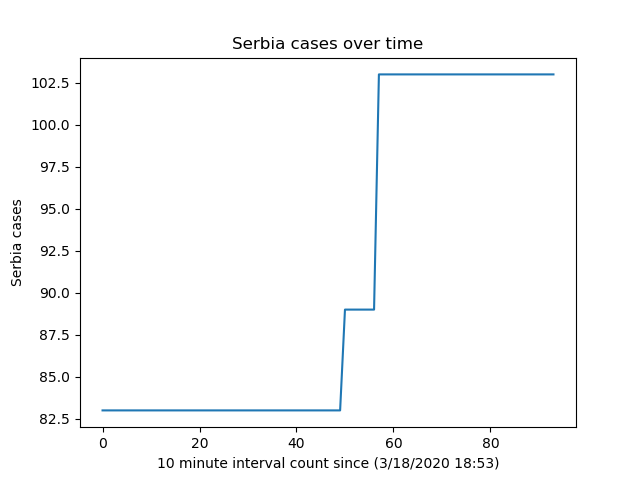 Serbia cases over time
Serbia cases
102.5
100.0
97.5
95.0
92.5
90.0
87.5
85.0
82.5
0 20 40 60 80
10 minute interval count since (3/18/2020 18:53)